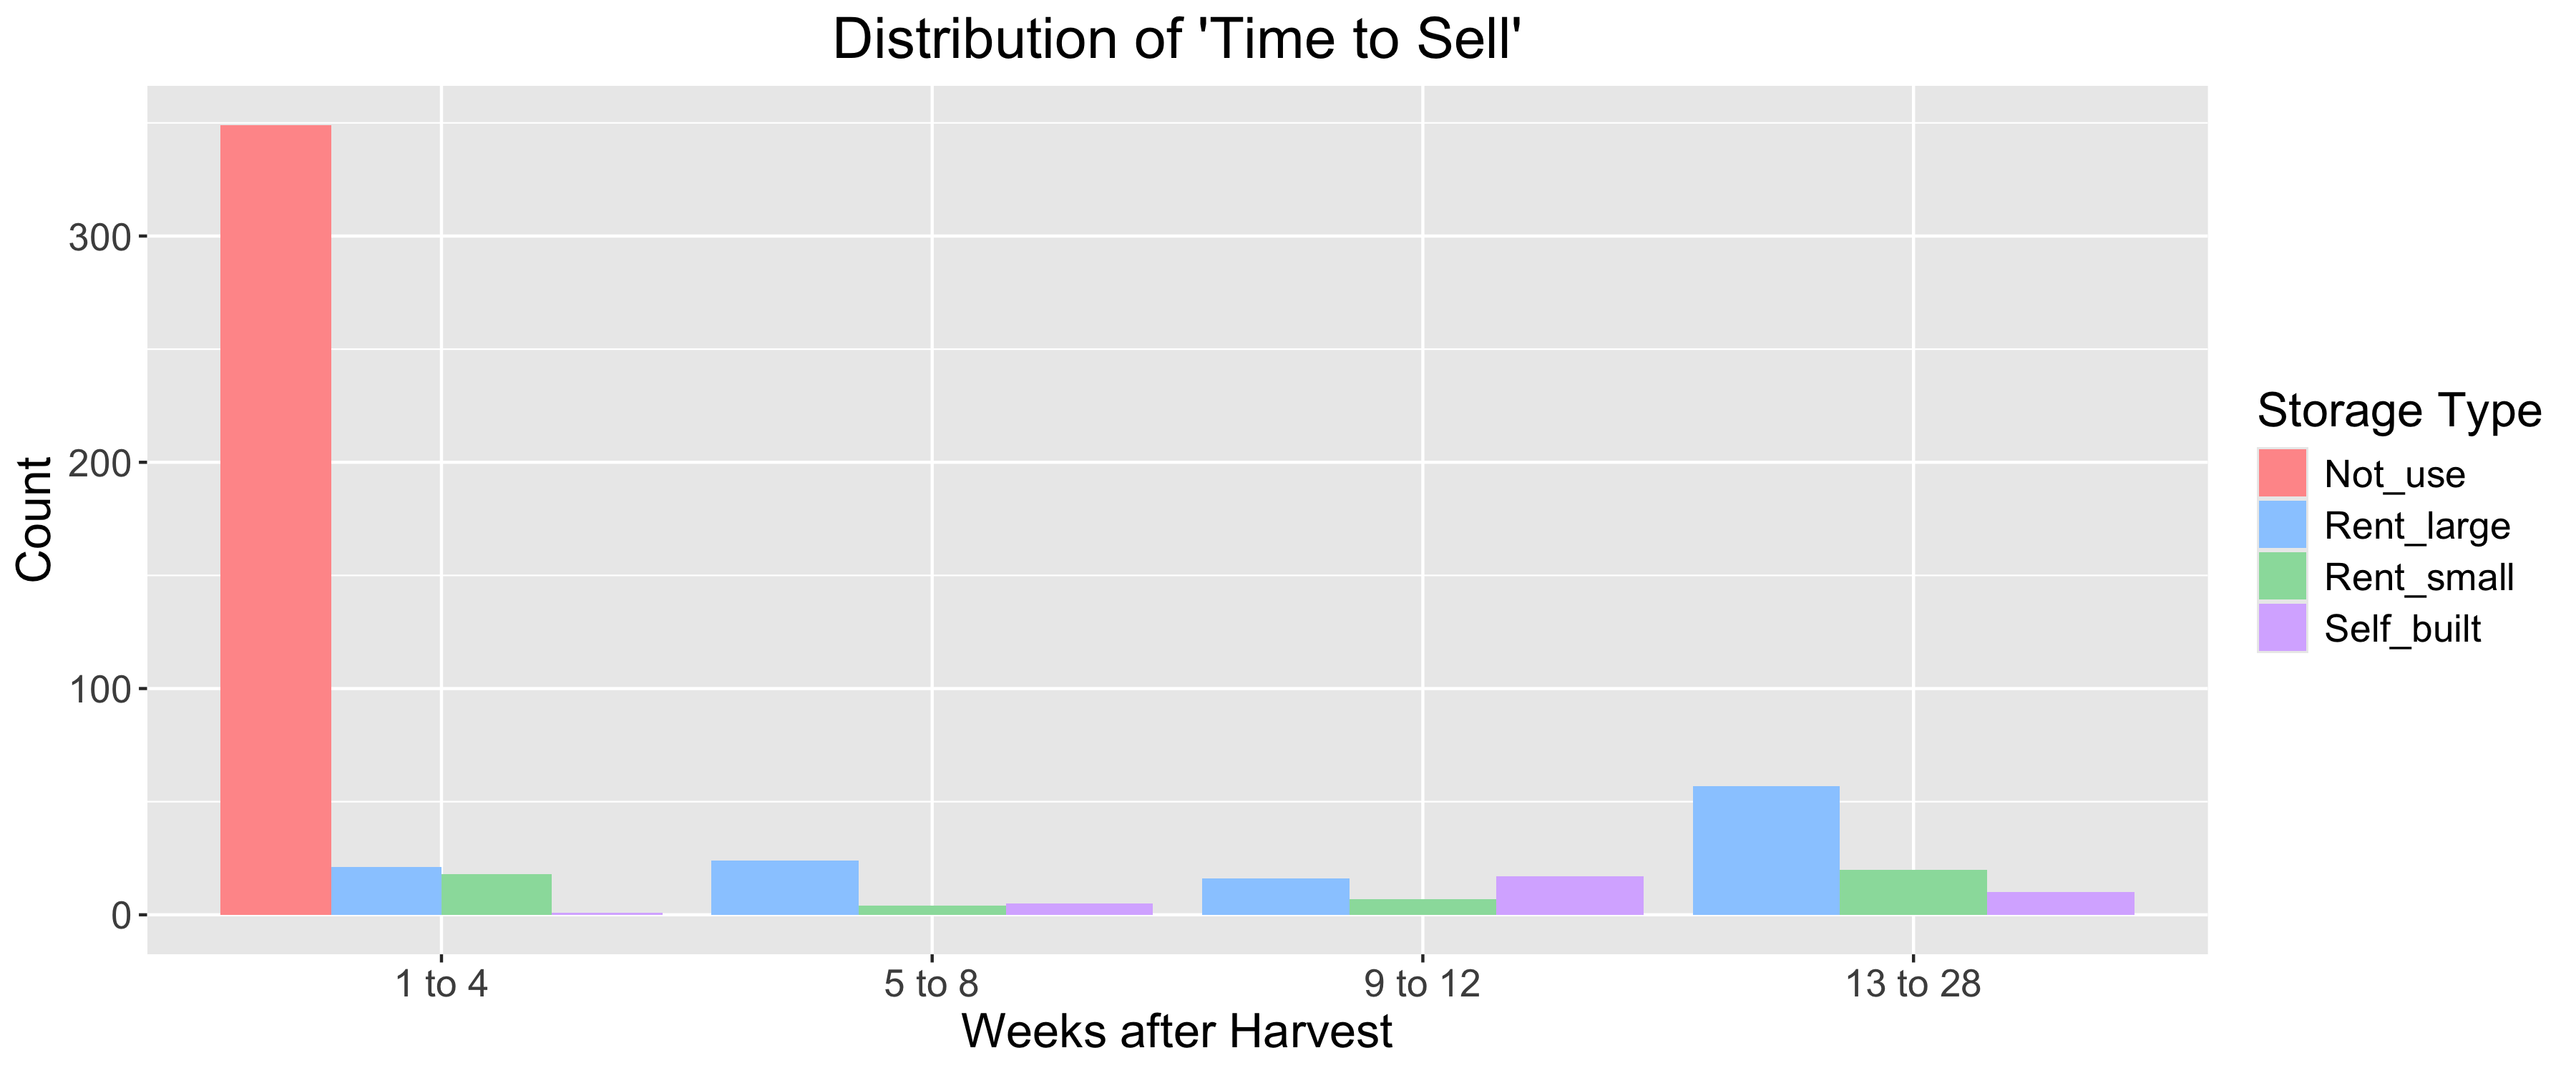 Distribution of 'Time to Sell'
300
200
100
0
Count
1 to 4
5 to 8
9 to 12
13 to 28
Weeks after Harvest
Storage Type
Not_use
Rent_large
Rent_small
Self_built